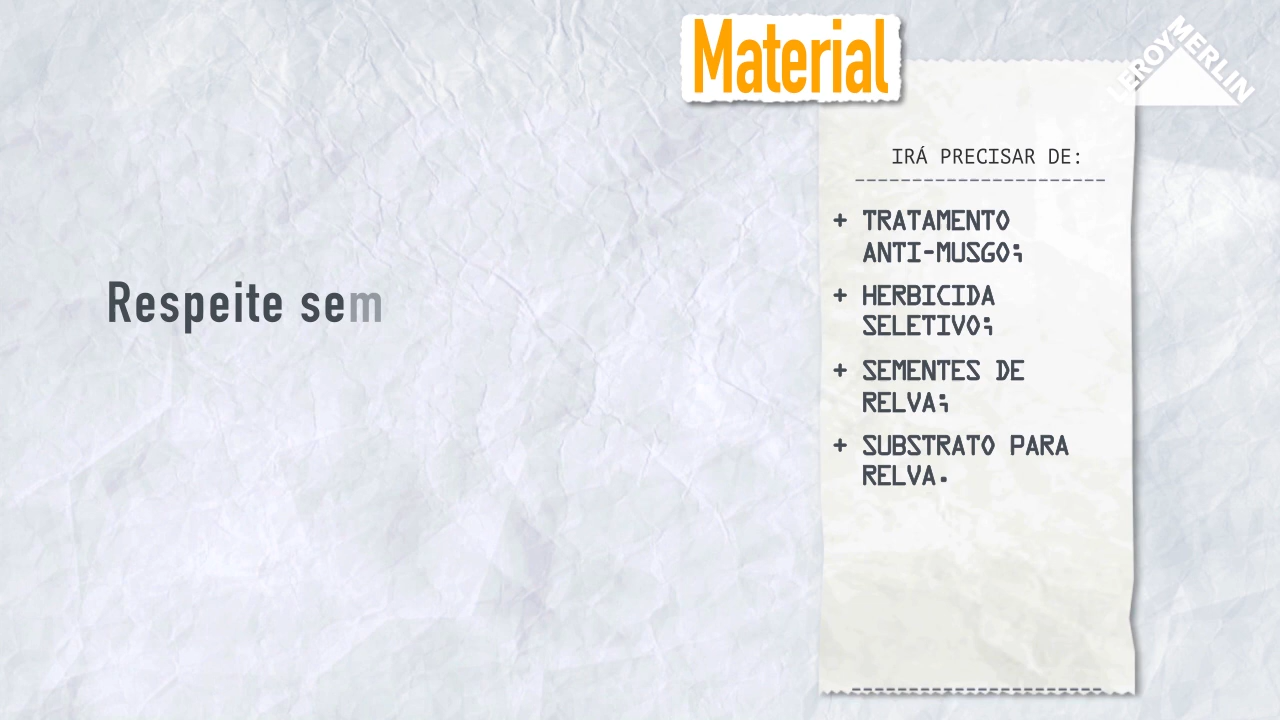 Material
LEROY MERLIN
IRÁ PRECISAR DE:
+ TRATAMENTO
ANTI-MUSGO;
+ HERBICIDA
SELETIVO;
+ SEMENTES DE
RELVA;
+ SUBSTRATO PARA
RELVA.
Respeite sem